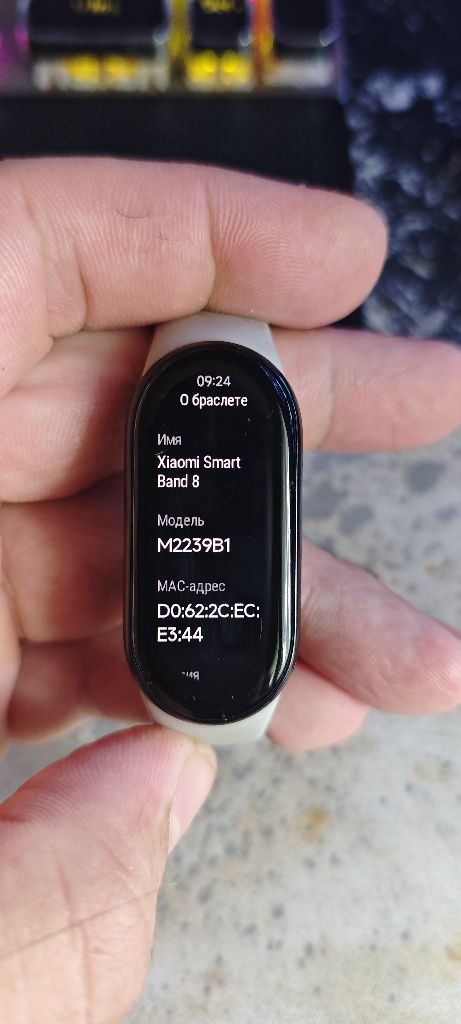 09:24
О браслете
Имя
Xiaomi Smart
Band 8
Модель
M2239B1
MAC-адрес
D0:62:2C:EC:
E3:44